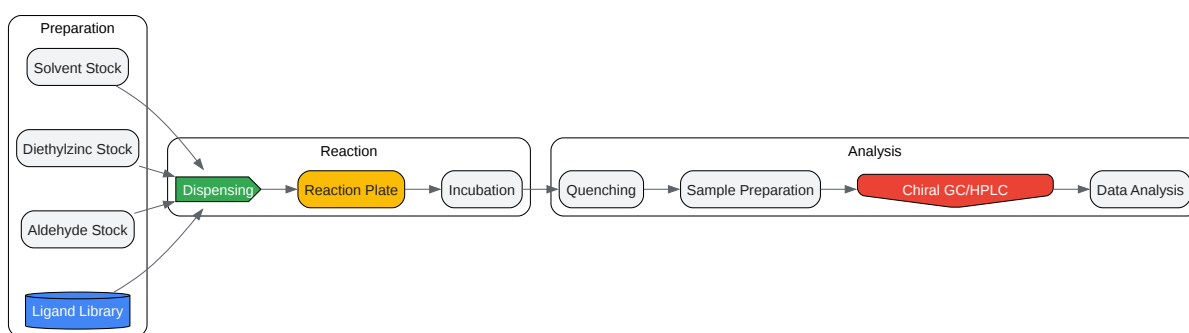 Preparation
Solvent Stock
Diethylzinc Stock
Aldehyde Stock
Ligand Library
Reaction
Dispensing
Reaction Plate
Incubation
Analysis
Quenching
Sample Preparation
Chiral GC/HPLC
Data Analysis